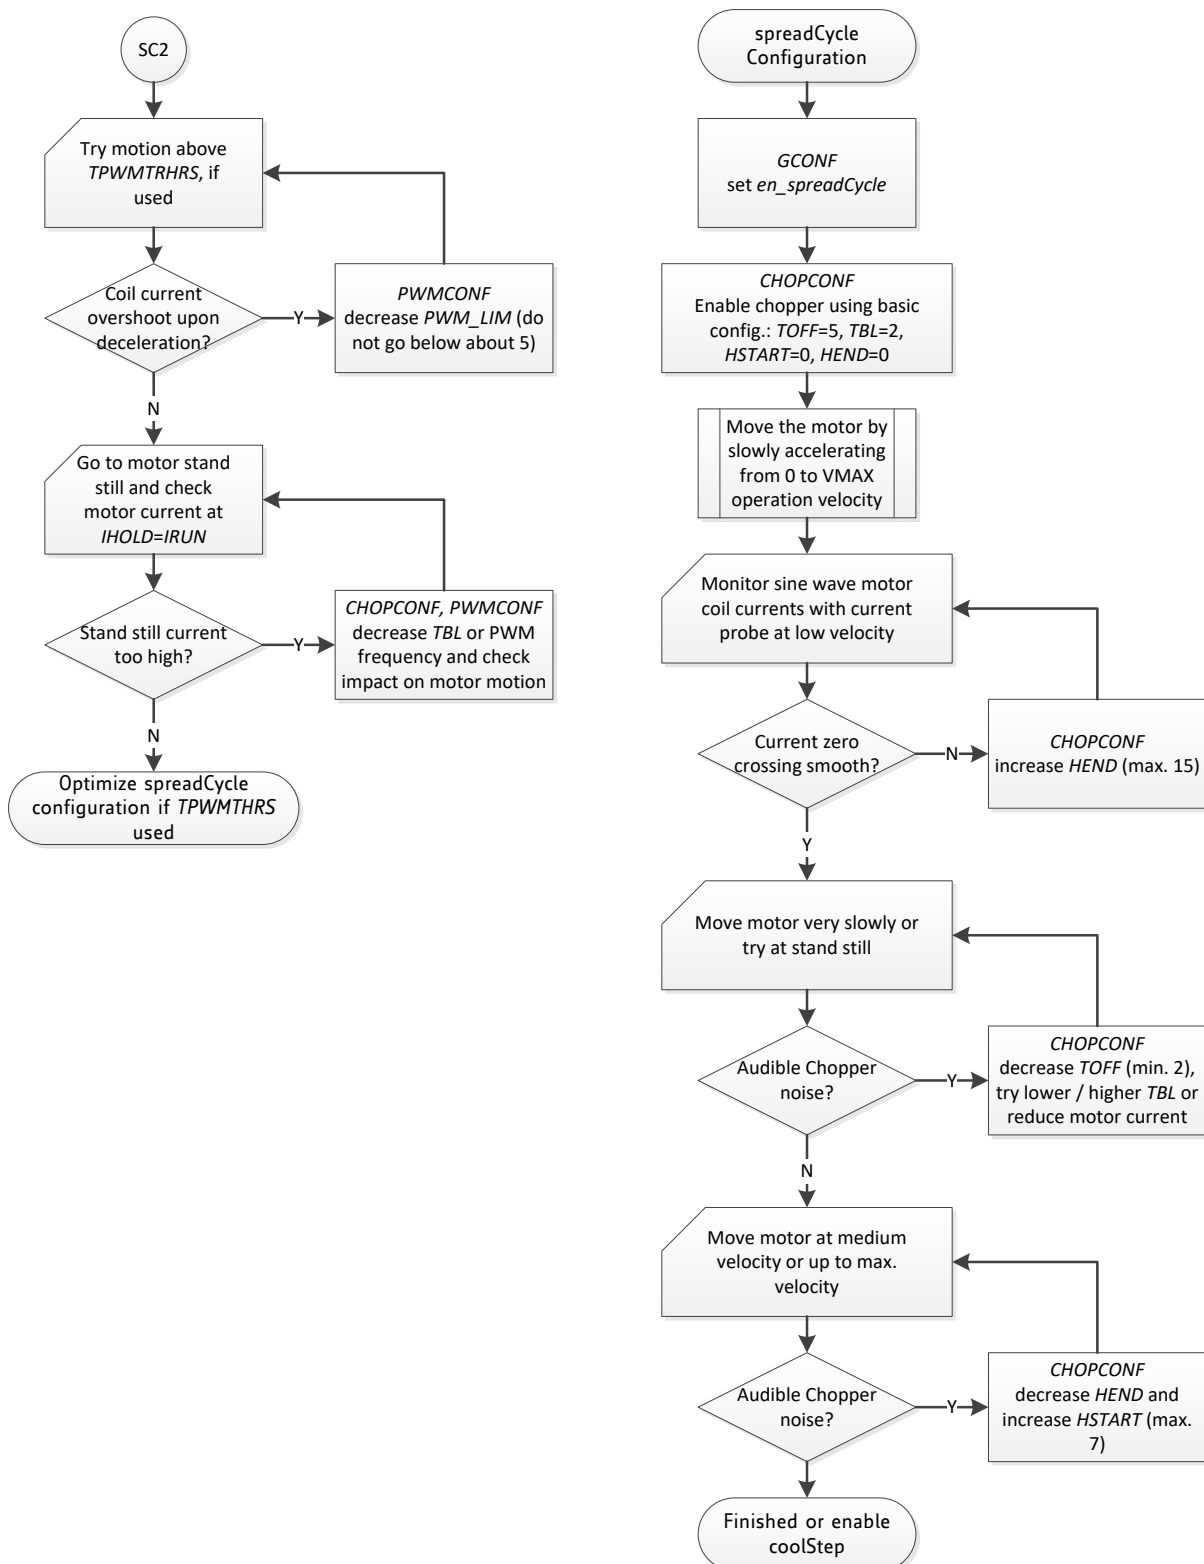 SC2
Try motion above
TPWMTRHRS, if
used
Coil current
overshoot upon
deceleration?
Y
PWMCONF
decrease PWM_LIM (do
not go below about 5)
N
Go to motor stand
still and check
motor current at
IHOLD=IRUN
Stand still current
too high?
Y
CHOPCONF, PWMCONF
decrease TBL or PWM
frequency and check
impact on motor motion
N
Optimize spreadCycle
configuration if TPWMTHRS
used
spreadCycle
Configuration
GCONF
set en_spreadCycle
CHOPCONF
Enable chopper using basic
config.: TOFF=5, TBL=2,
HSTART=0, HEND=0
Move the motor by
slowly accelerating
from 0 to VMAX
operation velocity
Monitor sine wave motor
coil currents with current
probe at low velocity
Current zero
crossing smooth?
N
CHOPCONF
increase HEND (max. 15)
Y
Move motor very slowly or
try at stand still
Audible Chopper
noise?
Y
CHOPCONF
decrease TOFF (min. 2),
try lower / higher TBL or
reduce motor current
N
Move motor at medium
velocity or up to max.
velocity
Audible Chopper
noise?
Y
CHOPCONF
decrease HEND and
increase HSTART (max.
7)
Finished or enable
coolStep